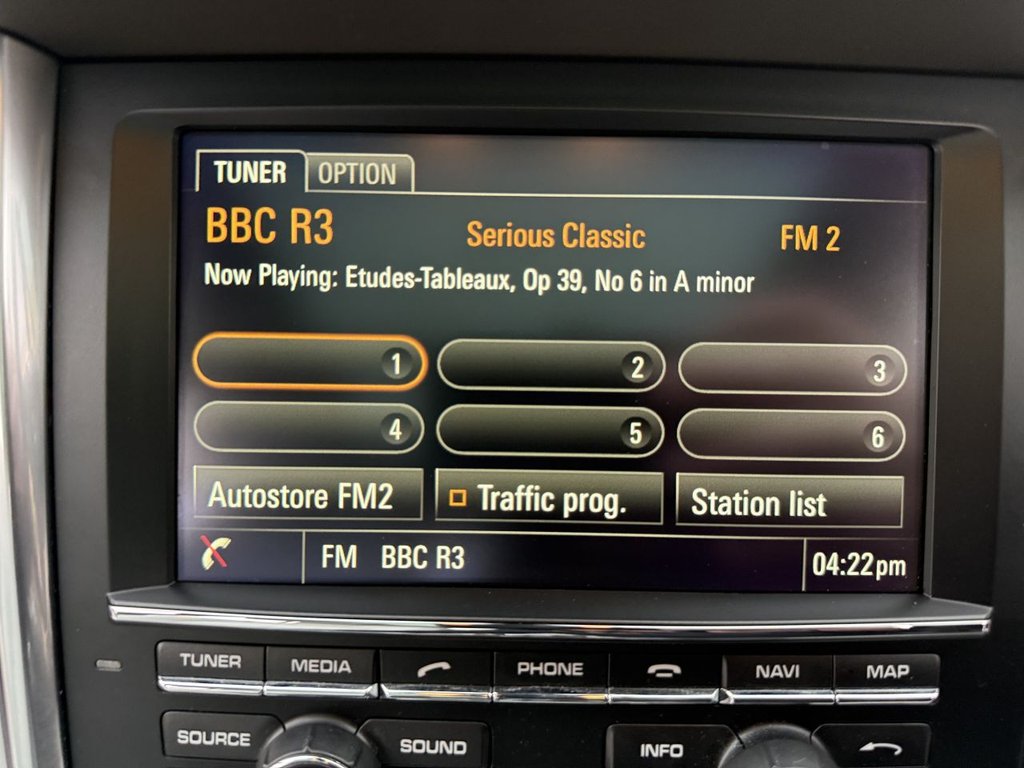 TUNER OPTION
BBC R3 Serious Classic FM 2
Now Playing: Etudes-Tableaux, Op 39, No 6 in A minor
1 2 3
4 5 6
Autostore FM2 Traffic prog. Station list
FM BBC R3 04:22pm
TUNER MEDIA PHONE NAVI MAP
SOURCE SOUND INFO